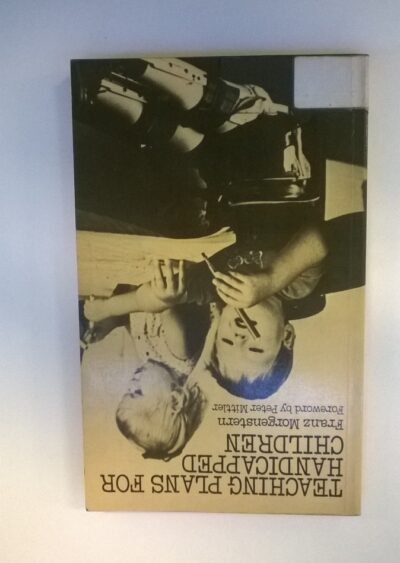 TEACHING PLANS FOR
HANDICAPPED
CHILDREN
Franz Morgenstern
Foreword by Peter Mittler